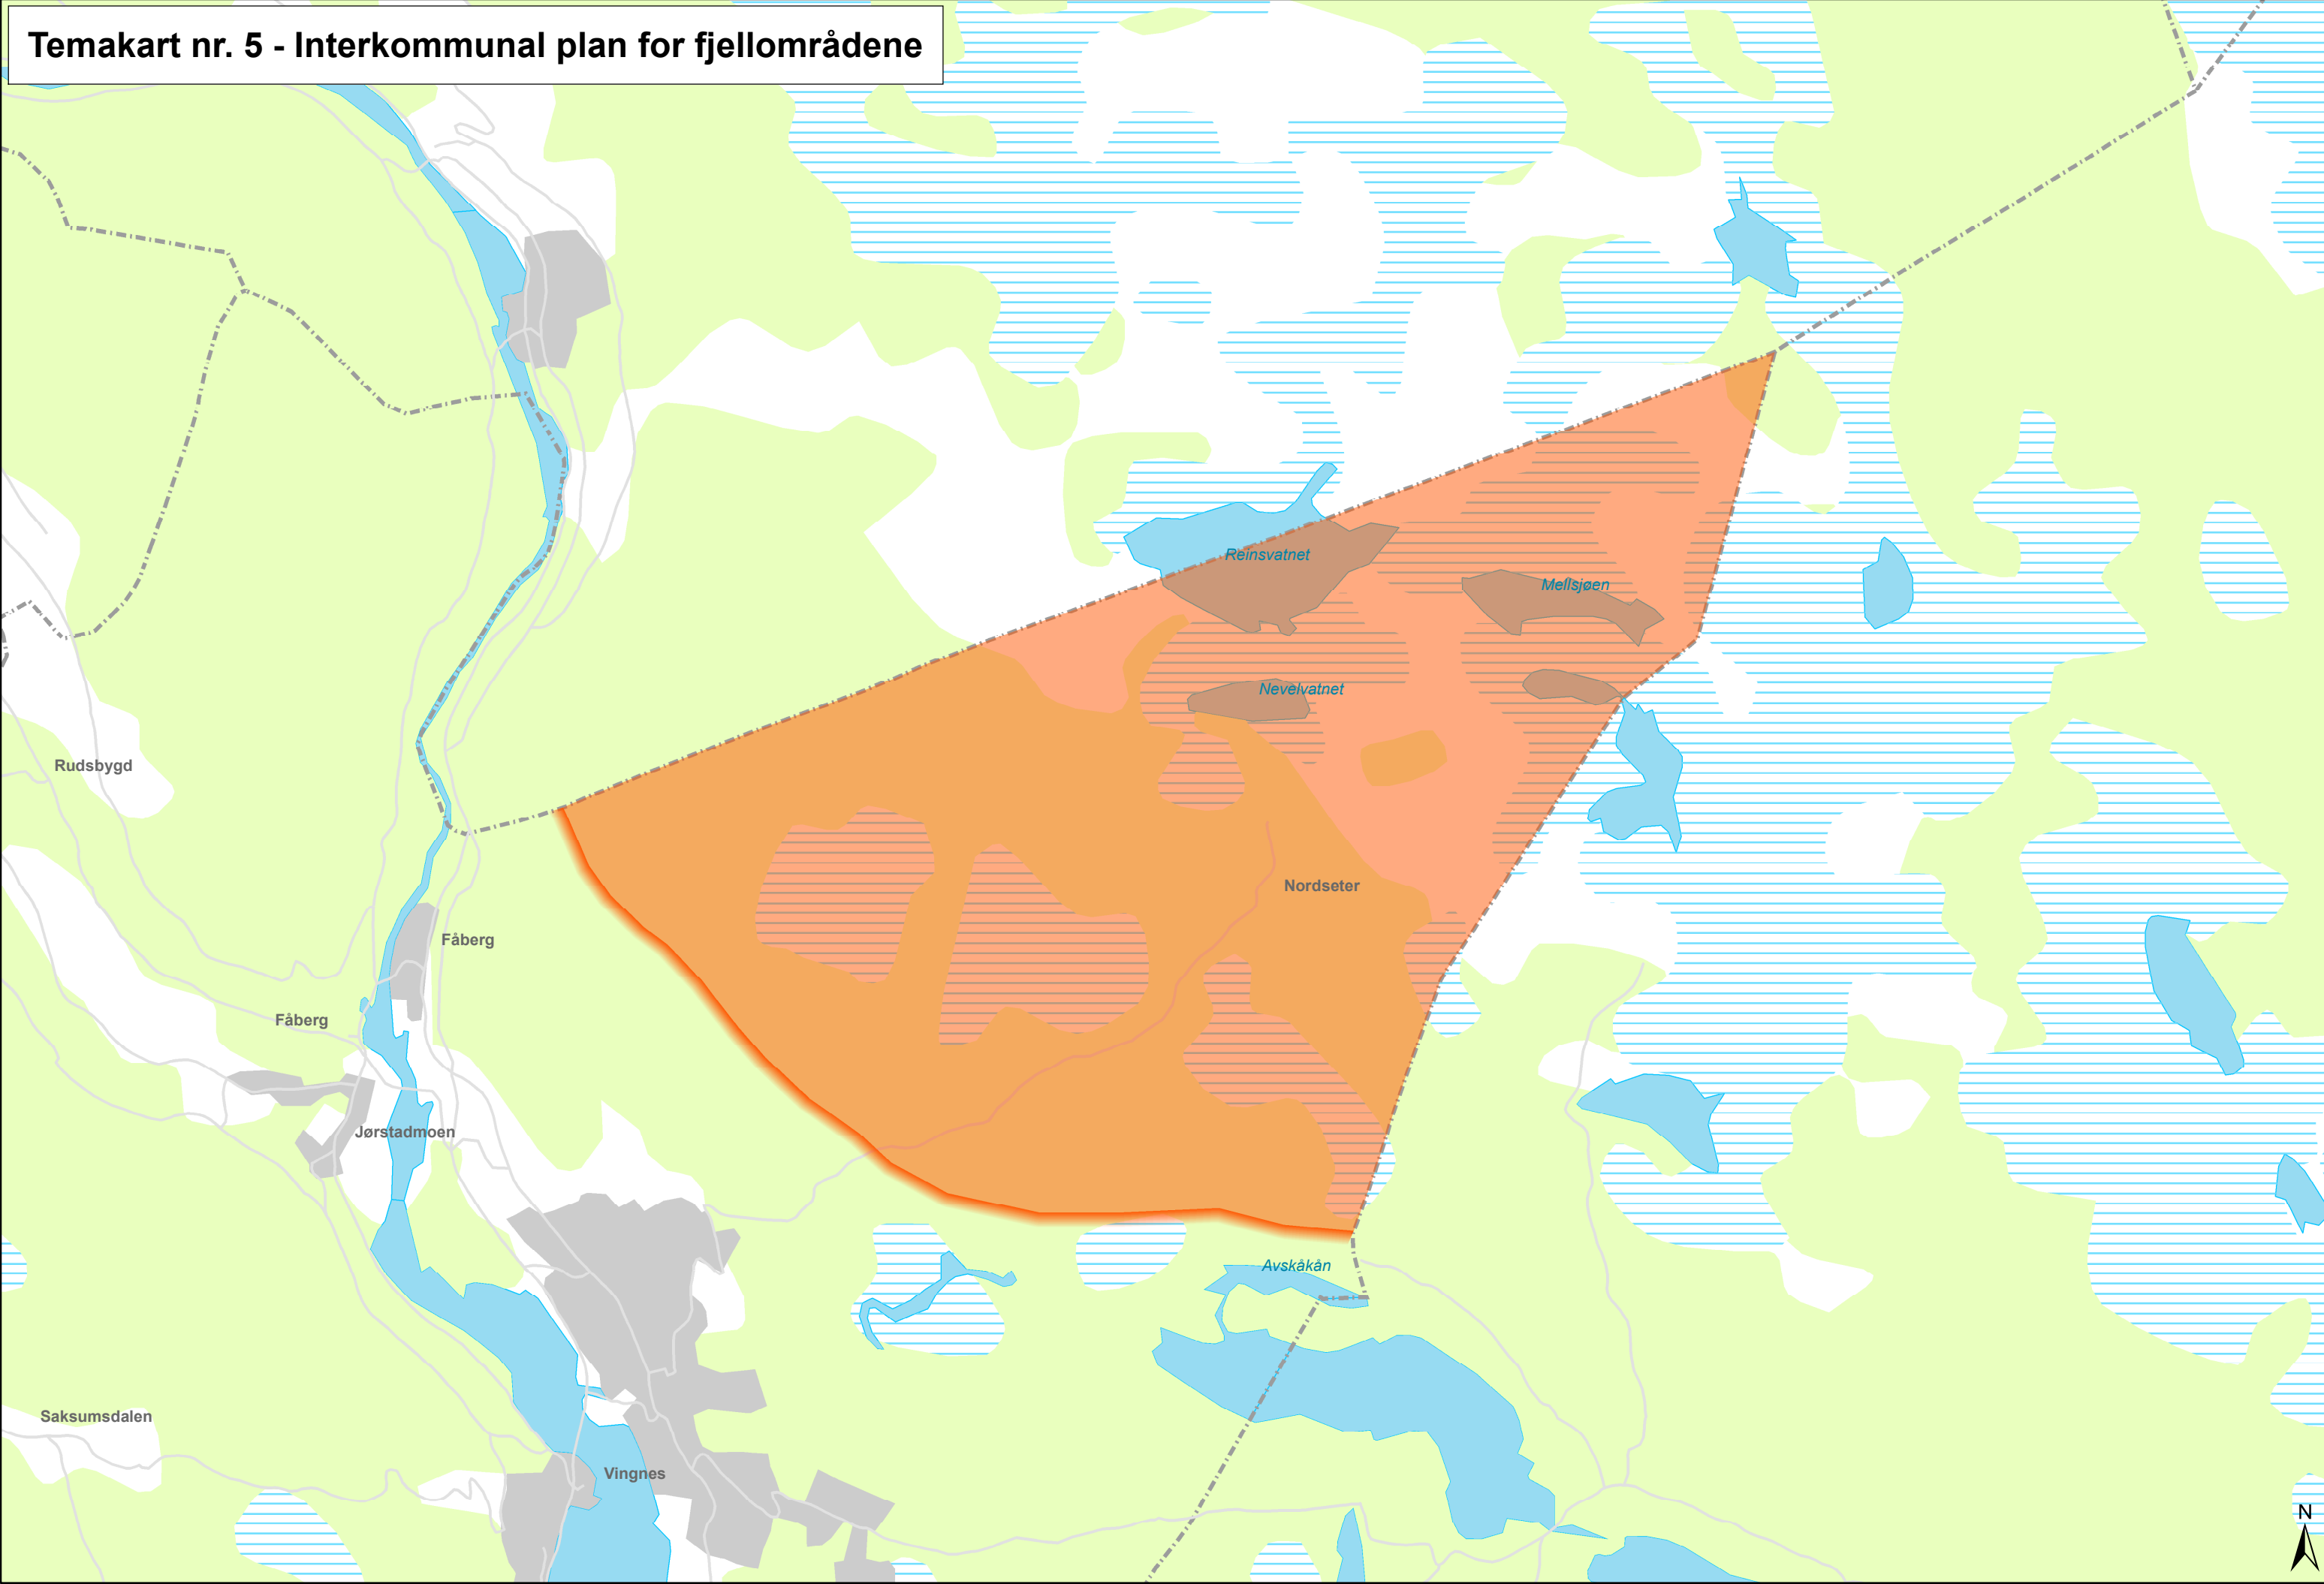 Temakart nr. 5 - Interkommunal plan for fjellområdene
Reinsvatnet
Mellsjøen
Nevelvatnet
Rudsbygd
Nordseter
Fåberg
Fåberg
Jørstadmoen
Avskåkån
Saksumsdalen
Vingnes
N